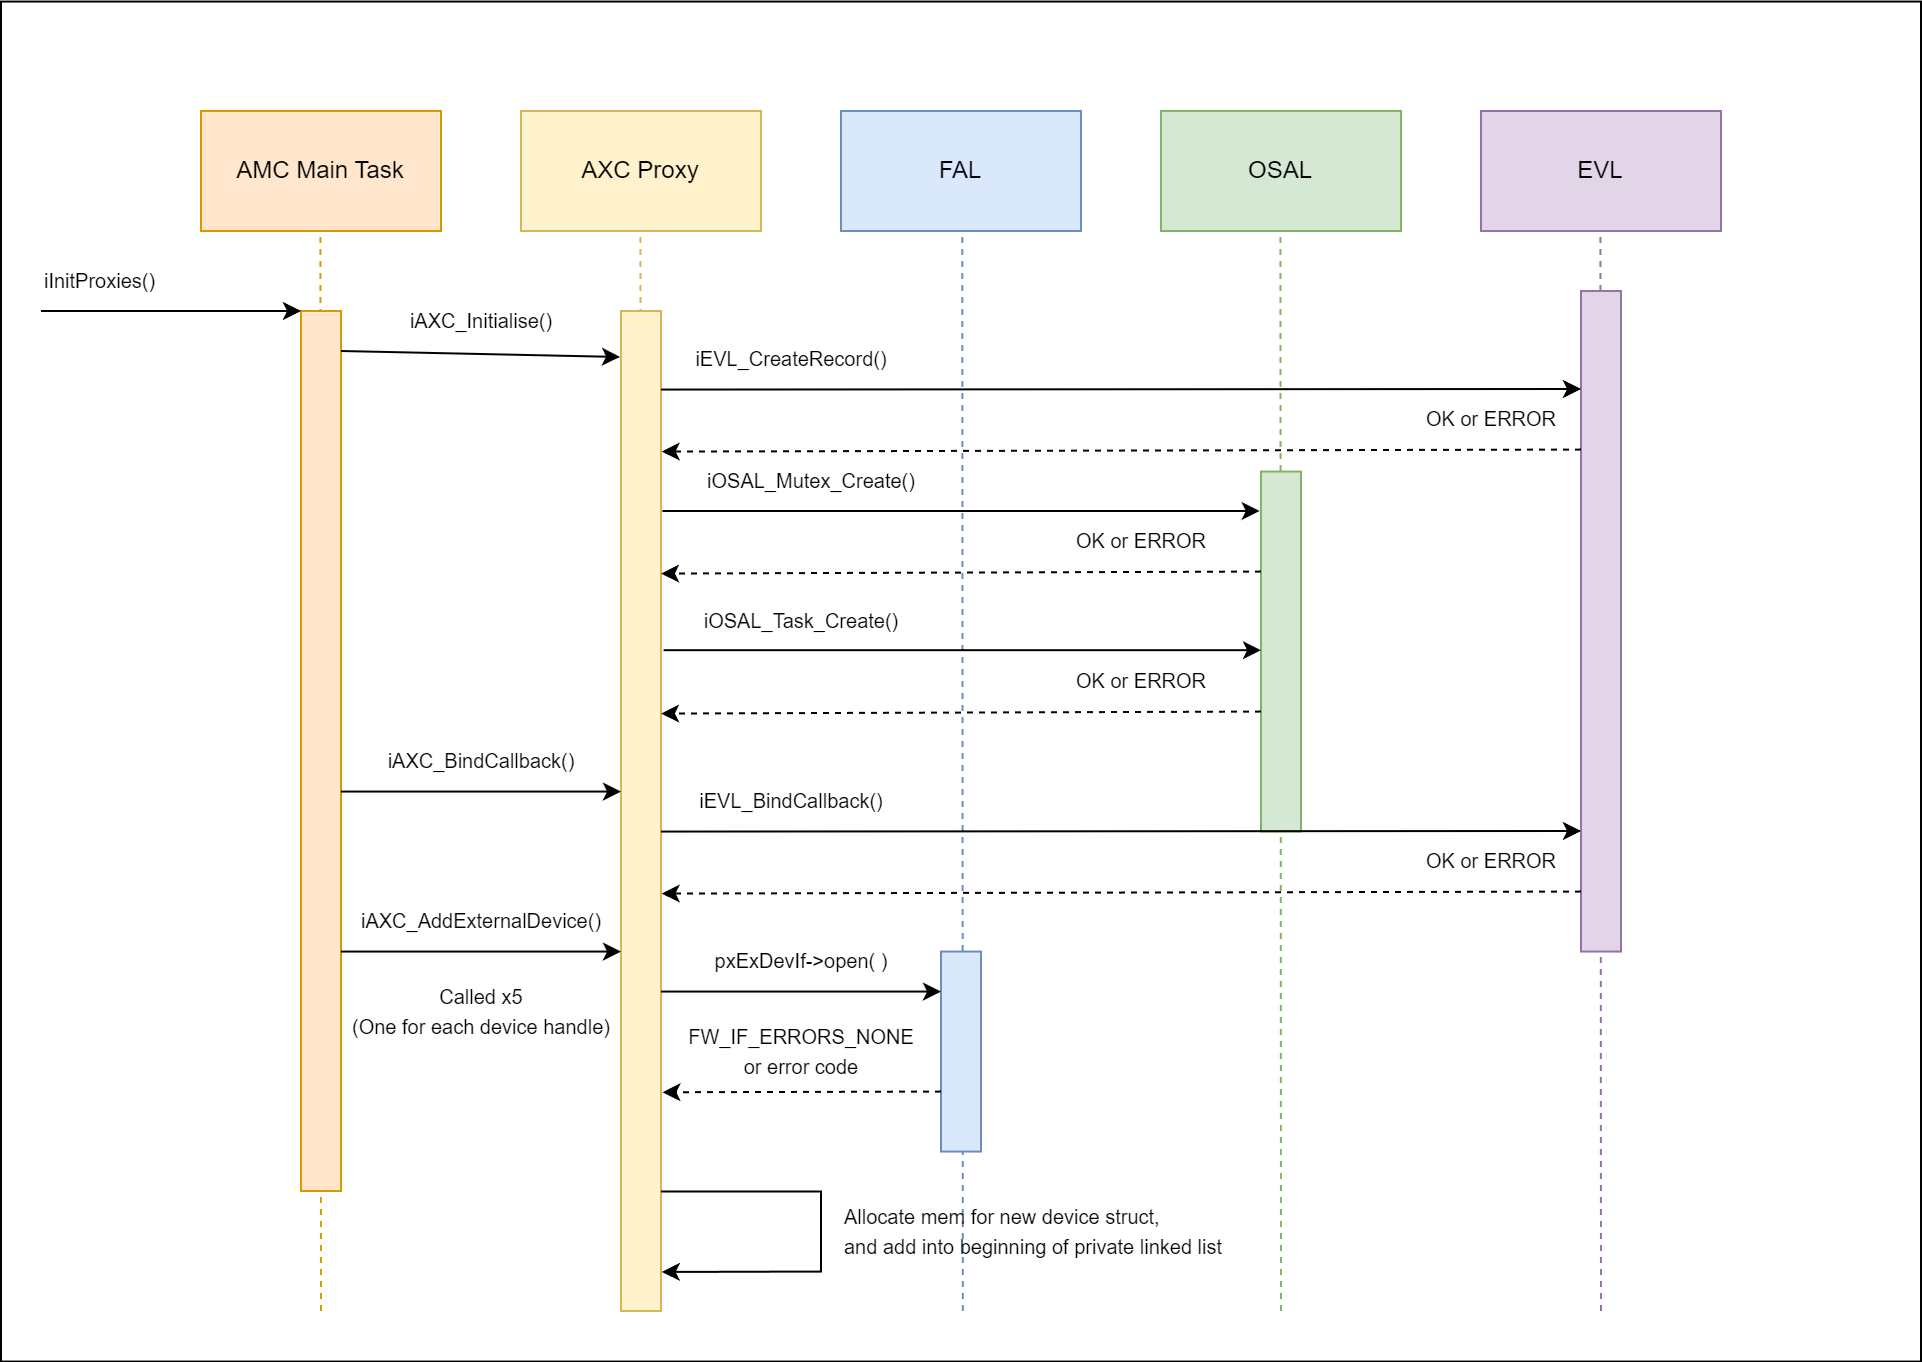 AMC Main Task
AXC Proxy
FAL
OSAL
EVL
iInitProxies()
iAXC_Initialise()
iEVL_CreateRecord()
OK or ERROR
iOSAL_Mutex_Create()
OK or ERROR
iOSAL_Task_Create()
OK or ERROR
iAXC_BindCallback()
iEVL_BindCallback()
OK or ERROR
iAXC_AddExternalDevice()
pxExDevIf->open( )
Called x5
(One for each device handle)
FW_IF_ERRORS_NONE
or error code
Allocate mem for new device struct,
and add into beginning of private linked list